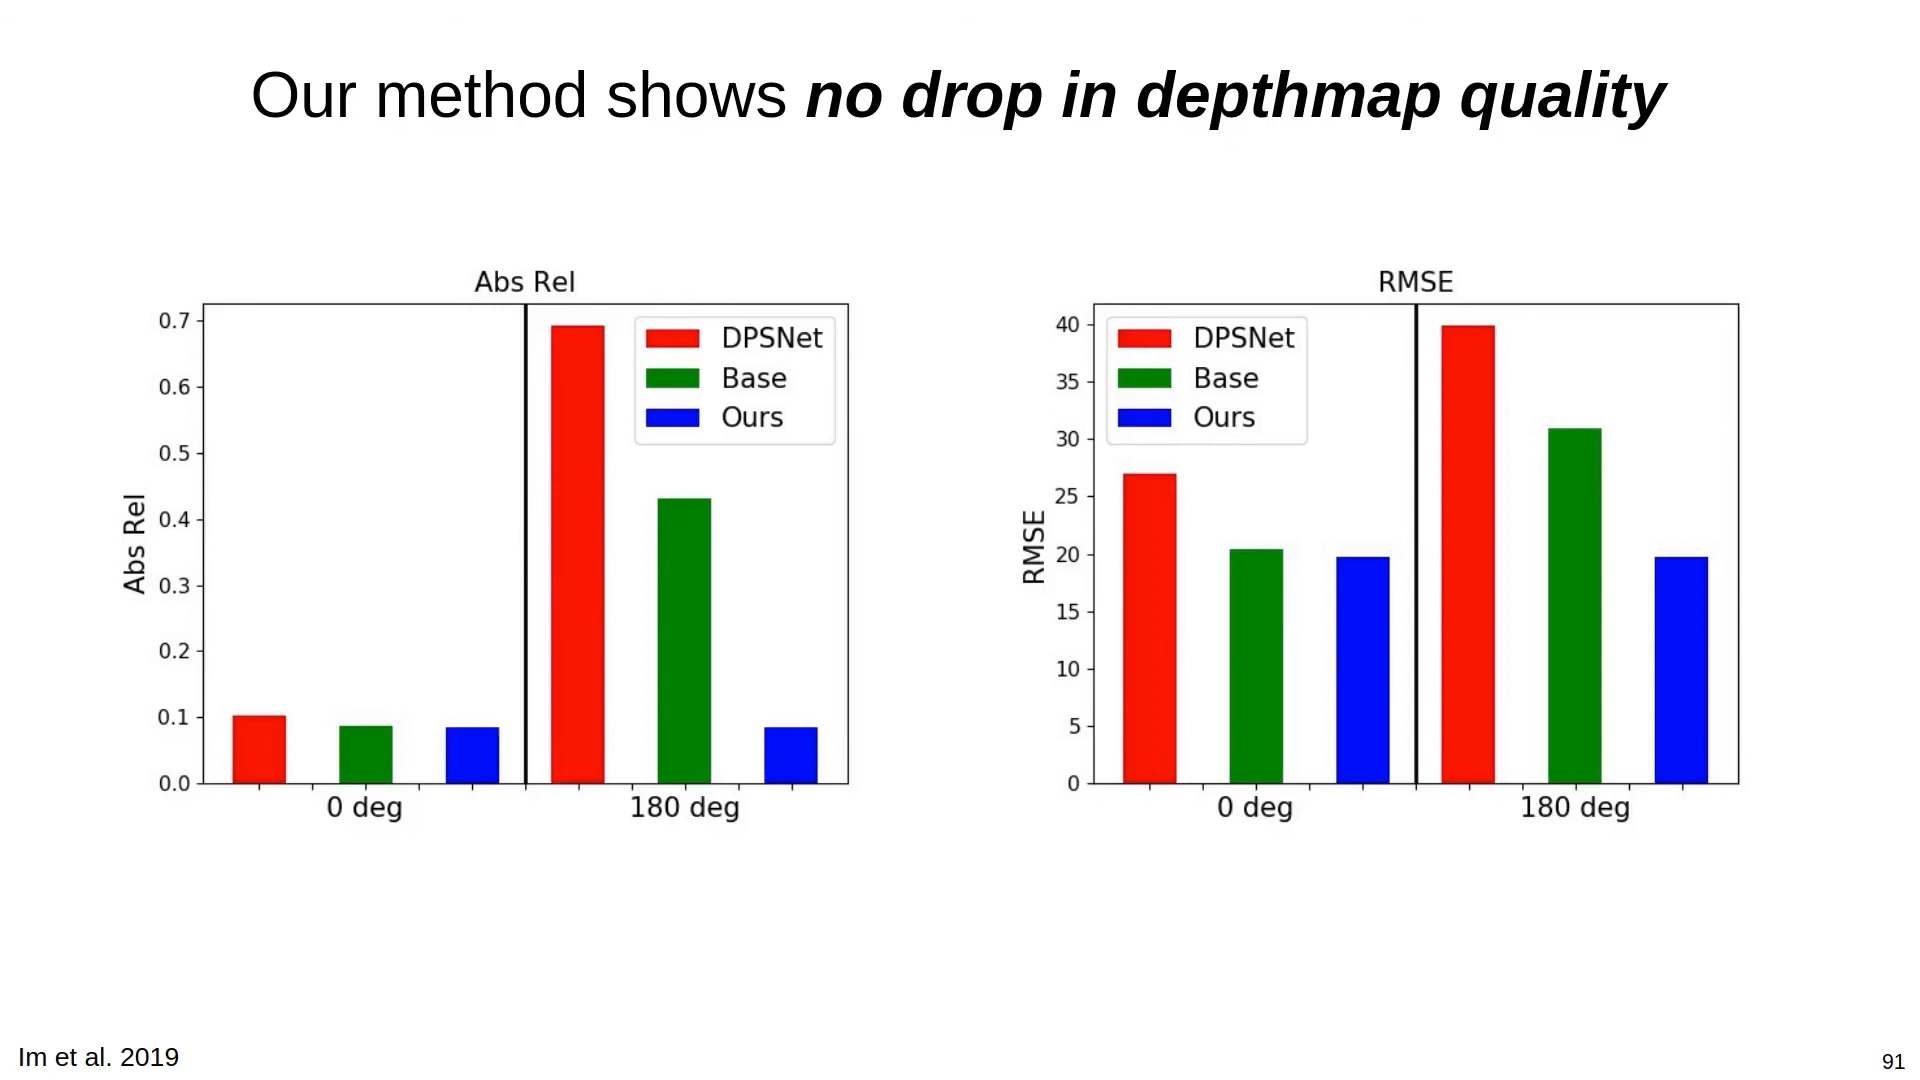 Our method shows no drop in depthmap quality
Abs Rel
0.7
0.6
0.5
0.4
0.3
0.2
0.1
0.0
Abs Rel
DPSNet
Base
Ours
0 deg
180 deg
RMSE
40
35
30
25
20
15
10
5
0
RMSE
DPSNet
Base
Ours
0 deg
180 deg
Im et al. 2019
91